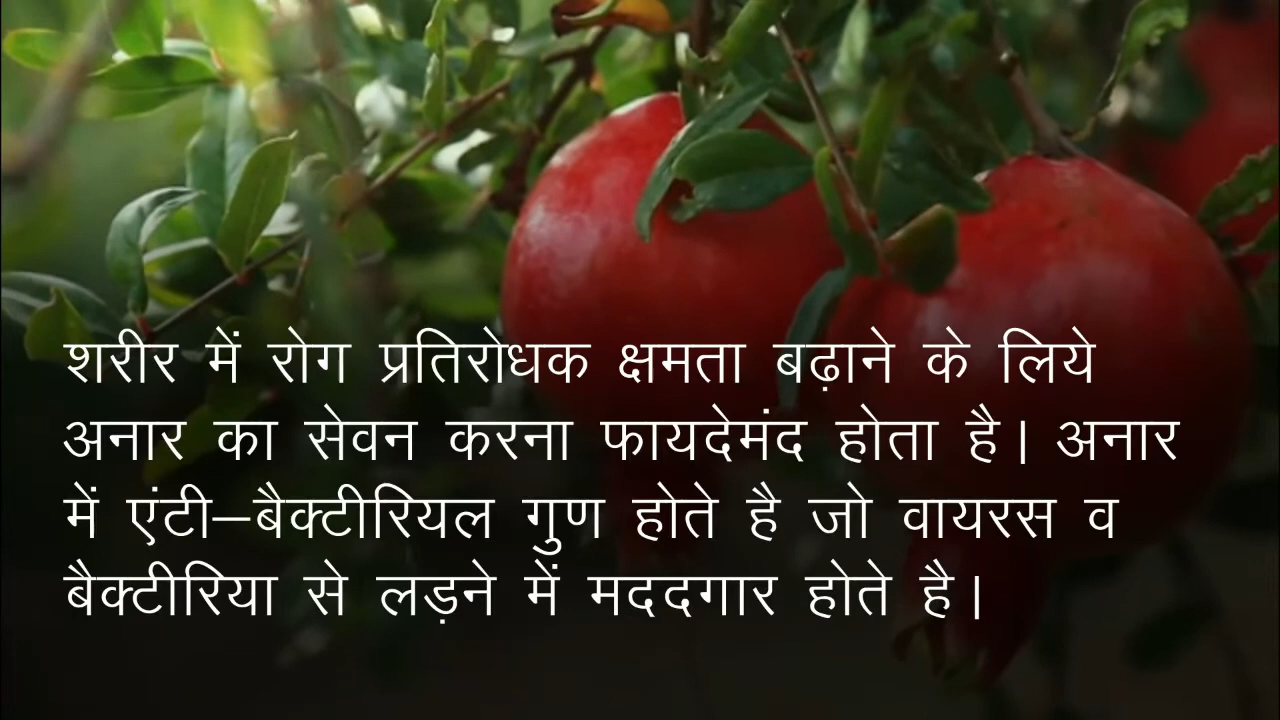 शरीर में रोग प्रतिरोधक क्षमता बढ़ाने के लिये
अनार का सेवन करना फायदेमंद होता है। अनार
में एंटी–बैक्टीरियल गुण होते है जो वायरस व
बैक्टीरिया से लड़ने में मददगार होते है।